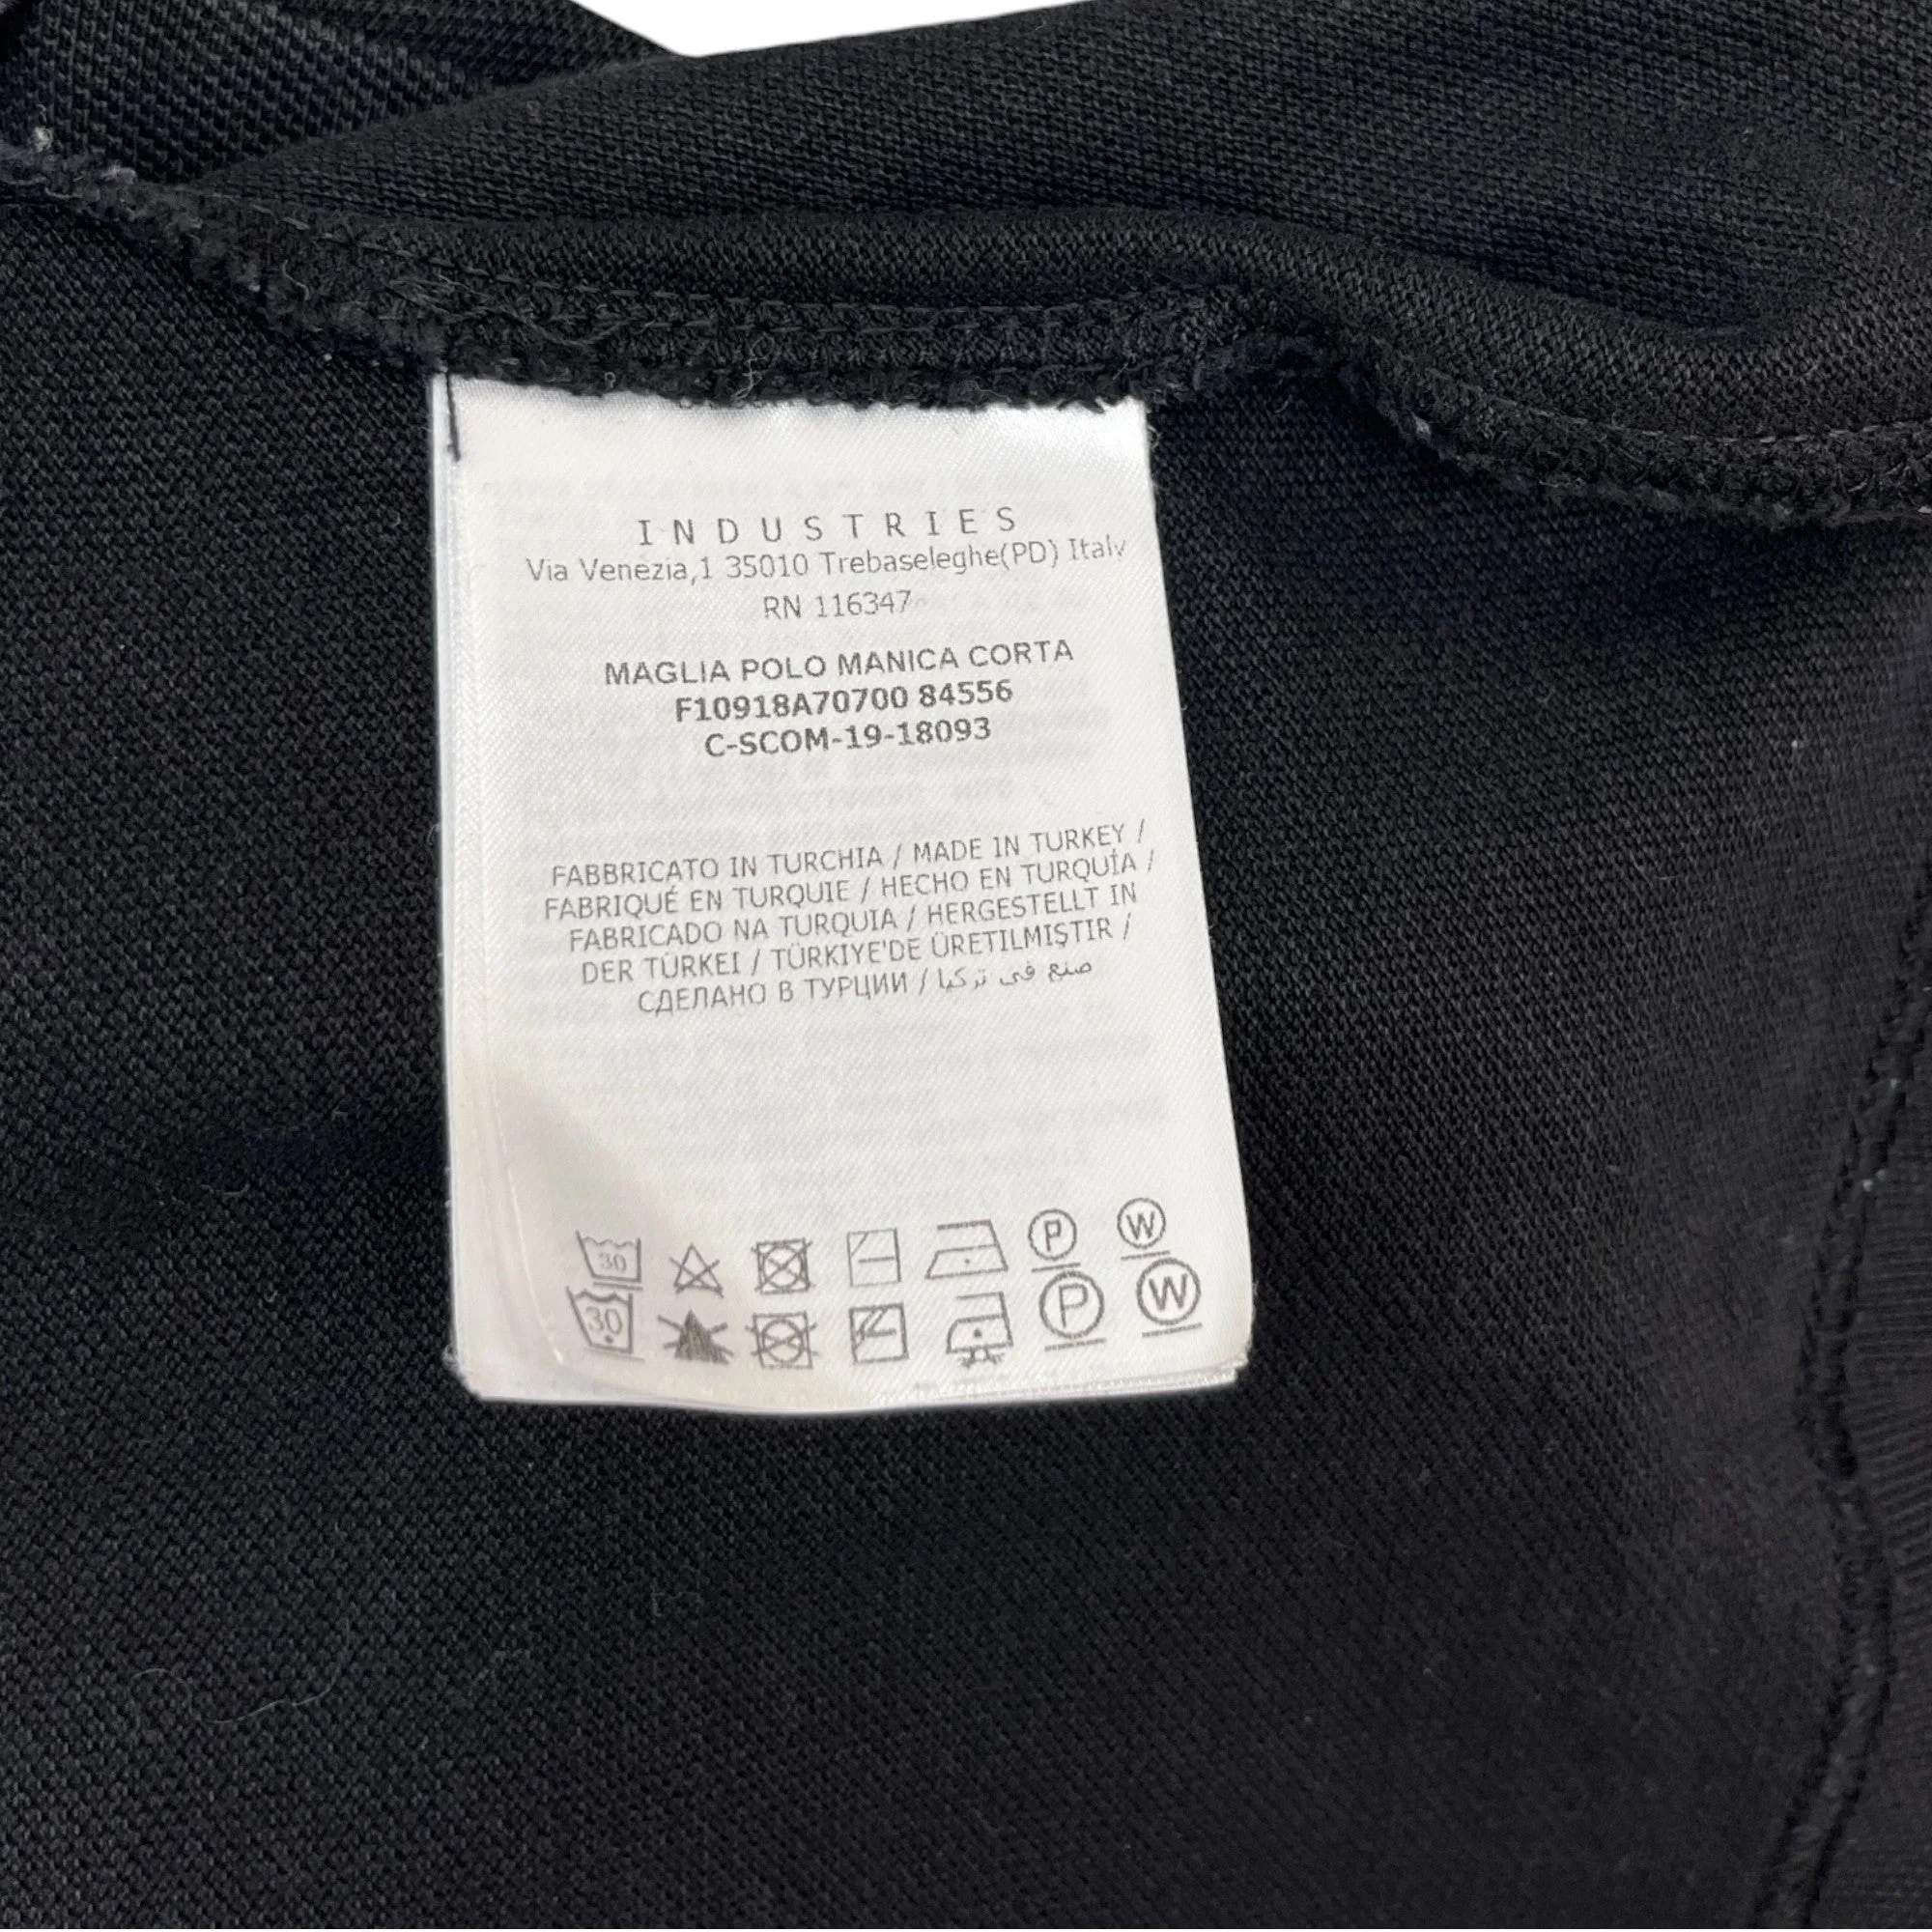 INDUSTRIES
Via Venezia,1 35010 Trebaseleghe(PD) Italy
RN 116347
MAGLIA POLO MANICA CORTA
F10918A70700 84556
C-SCOM-19-18093
FABBRICATO IN TURCHIA / MADE IN TURKEY /
FABRIQUÉ EN TURQUIE / HECHO EN TURQUÍA /
FABRICADO NA TURQUIA / HERGESTELLT IN
DER TÜRKEI / TÜRKIYE'DE ÜRETILMIŞTIR /
СДЕЛАНО В ТУРЦИИ / صنع في تركيا
30 P W
30 P W